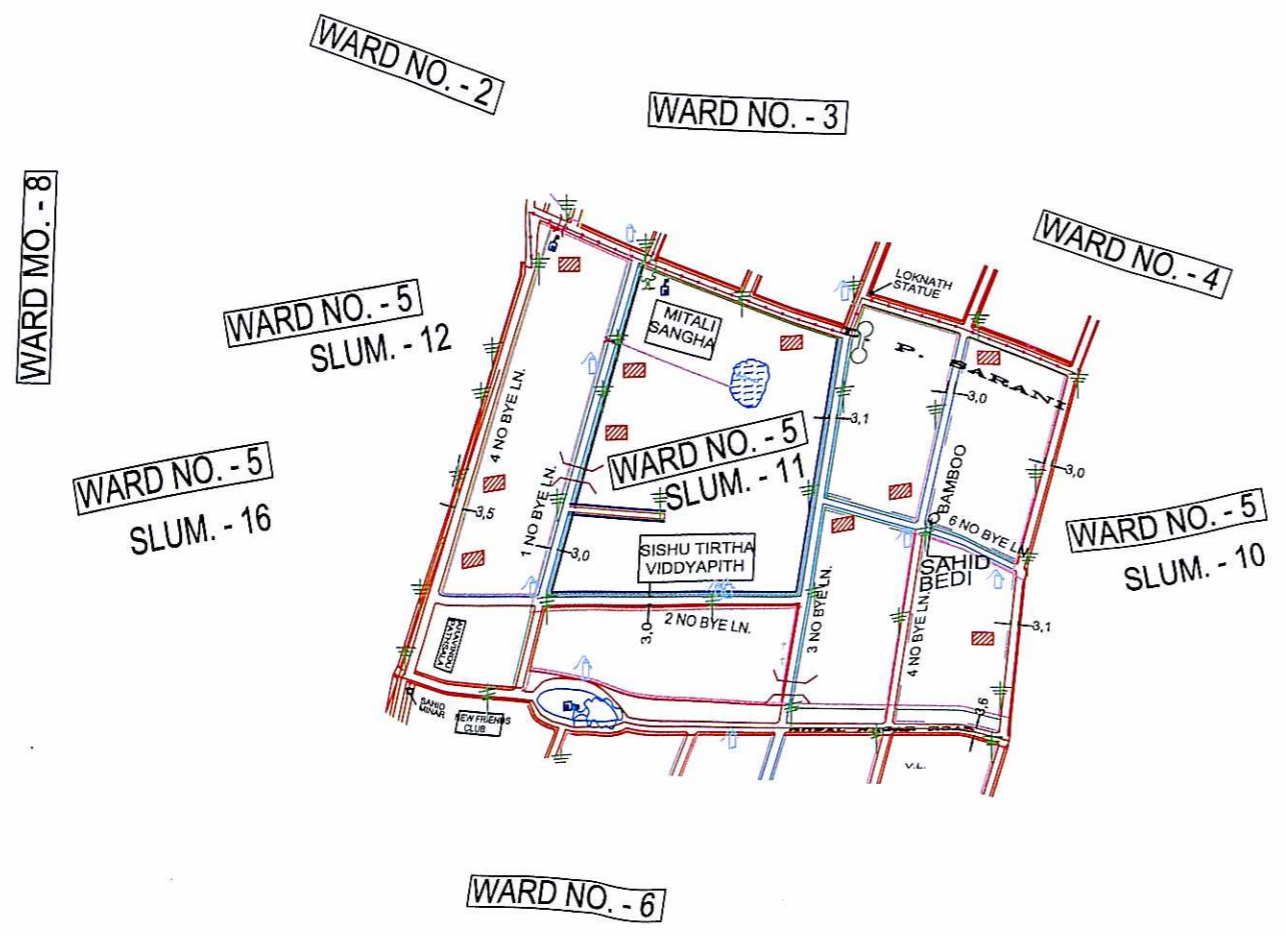 WARD NO. - 2
WARD NO. - 3
WARD MO. - 8
WARD NO. - 4
LOKNATH
STATUE
WARD NO. - 5
SLUM. - 12
MITALI
SANGHA
P. SARANI
4 NO BYE LN.
3,0
3,1
WARD NO. - 5
SLUM. - 11
BAMBOO
3,0
WARD NO. - 5
SLUM. - 16
3,5
1 NO BYE LN.
3,0
6 NO BYE LN.
WARD NO. - 5
SLUM. - 10
SISHU TIRTHA
VIDDYAPITH
SAHID
BEDI
3 NO BYE LN.
4 NO BYE LN.
3,0
2 NO BYE LN.
3,1
SAHID
MINAR
NEW FRIENDS
CLUB
3,6
V.L.
WARD NO. - 6